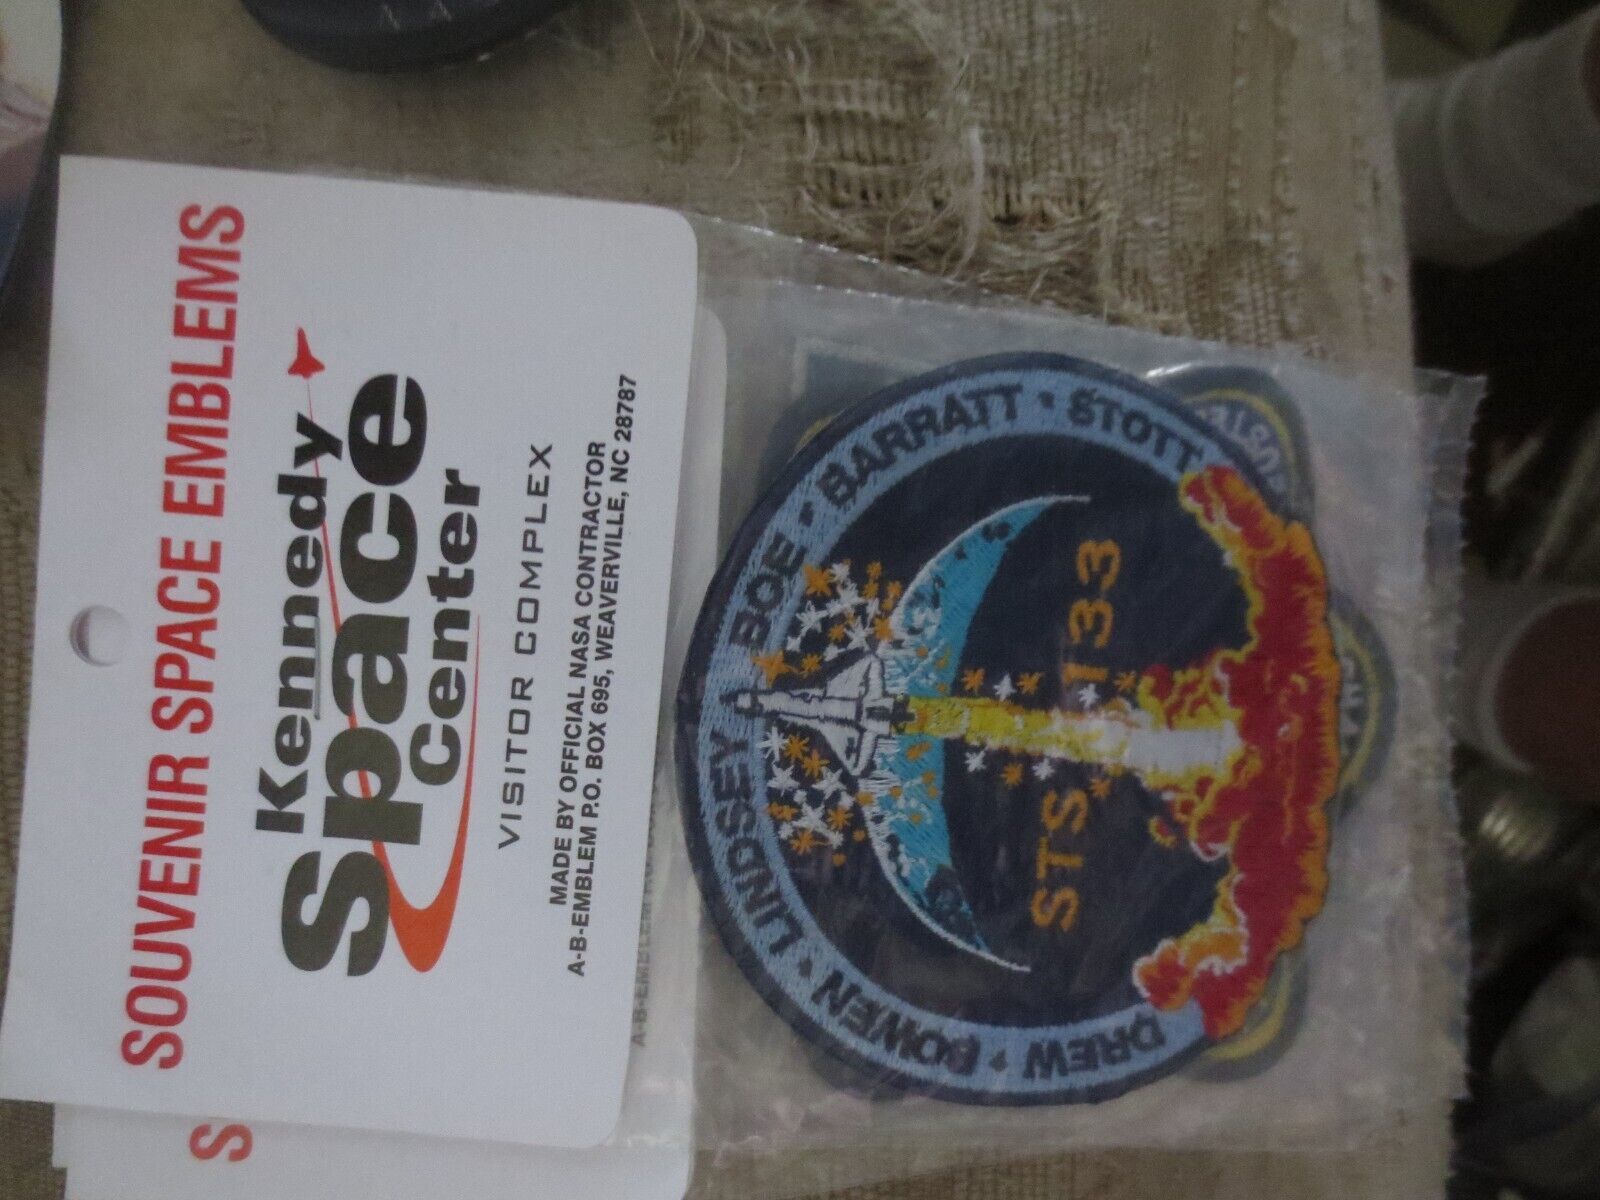 SOUVENIR SPACE EMBLEMS
Kennedy
Space
Center
VISITOR COMPLEX
MADE BY OFFICIAL NASA CONTRACTOR
A-B-EMBLEM P.O. BOX 695, WEAVERVILLE, NC 28787
A-B-EMBLEM
S
DREW • BOWEN • LINDSEY BOE • BARRATT • STOTT
STS 133